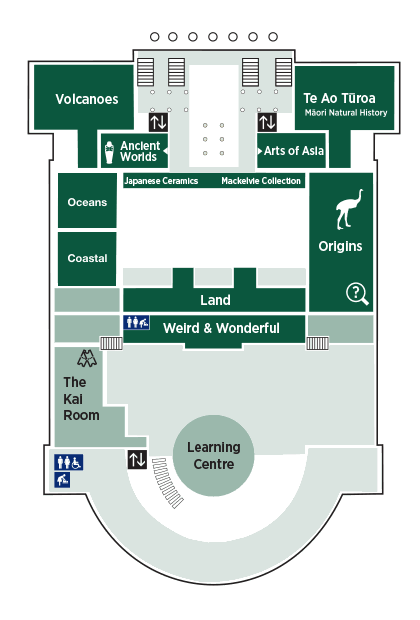 Volcanoes
Te Ao Tūroa
Māori Natural History
Ancient
Worlds
Arts of Asia
Japanese Ceramics
Mackelvie Collection
Oceans
Coastal
Origins
?
Land
Weird & Wonderful
The
Kai
Room
Learning
Centre